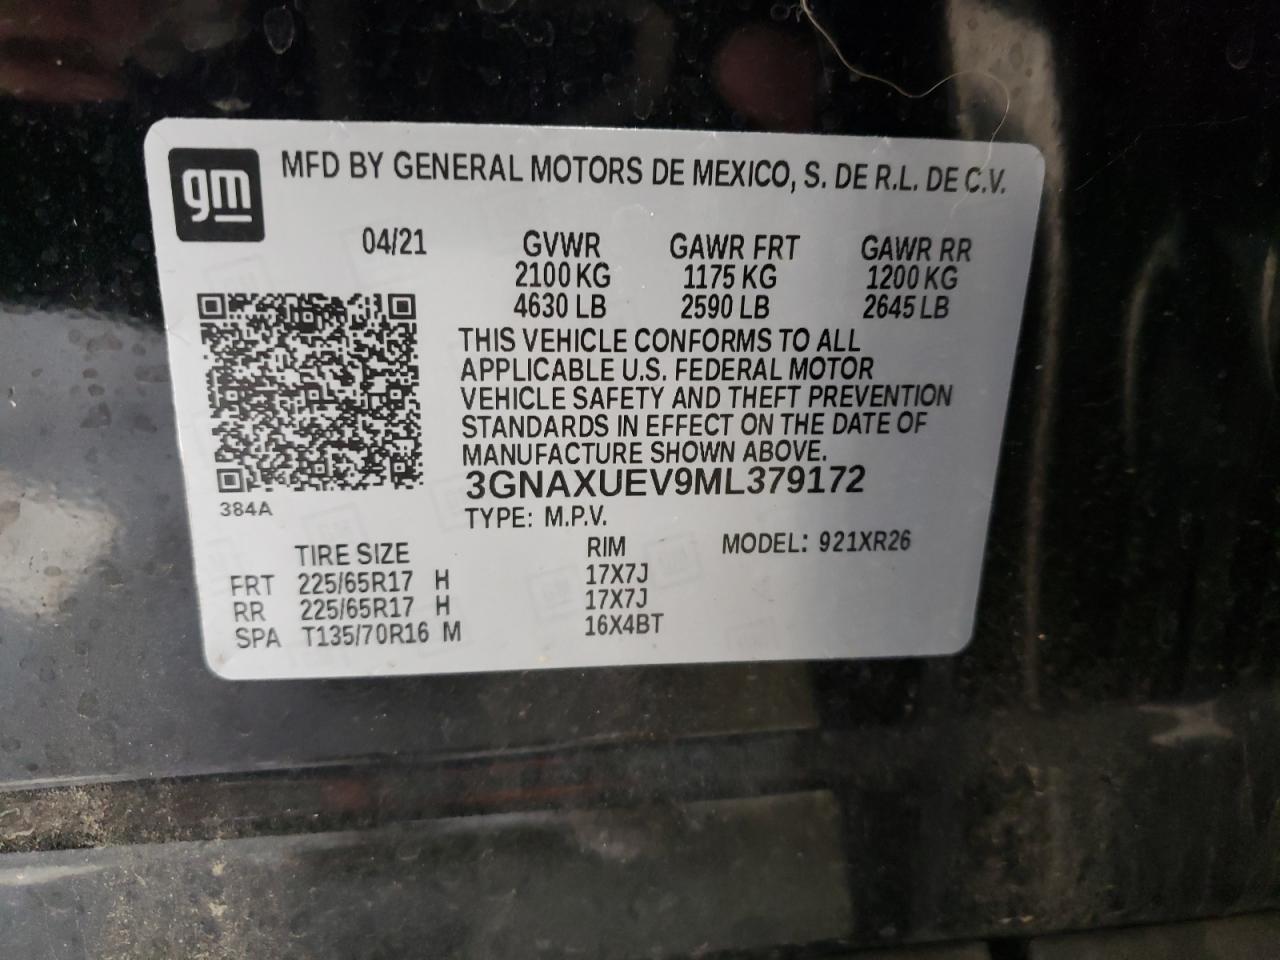 gm
MFD BY GENERAL MOTORS DE MEXICO, S. DE R.L. DE C.V.
04/21 GVWR GAWR FRT GAWR RR
2100 KG 1175 KG 1200 KG
4630 LB 2590 LB 2645 LB
THIS VEHICLE CONFORMS TO ALL
APPLICABLE U.S. FEDERAL MOTOR
VEHICLE SAFETY AND THEFT PREVENTION
STANDARDS IN EFFECT ON THE DATE OF
MANUFACTURE SHOWN ABOVE.
3GNAXUEV9ML379172
384A
TYPE: M.P.V.
TIRE SIZE RIM MODEL: 921XR26
FRT 225/65R17 H 17X7J
RR 225/65R17 H 17X7J
SPA T135/70R16 M 16X4BT